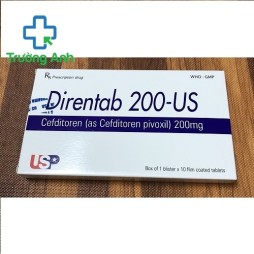 Trường Anh
Rx Prescription drug
WHO - GMP
Direntab 200-US
Cefditoren (as Cefditoren pivoxil) 200mg
USP
Box of 1 blister x 10 film coated tablets